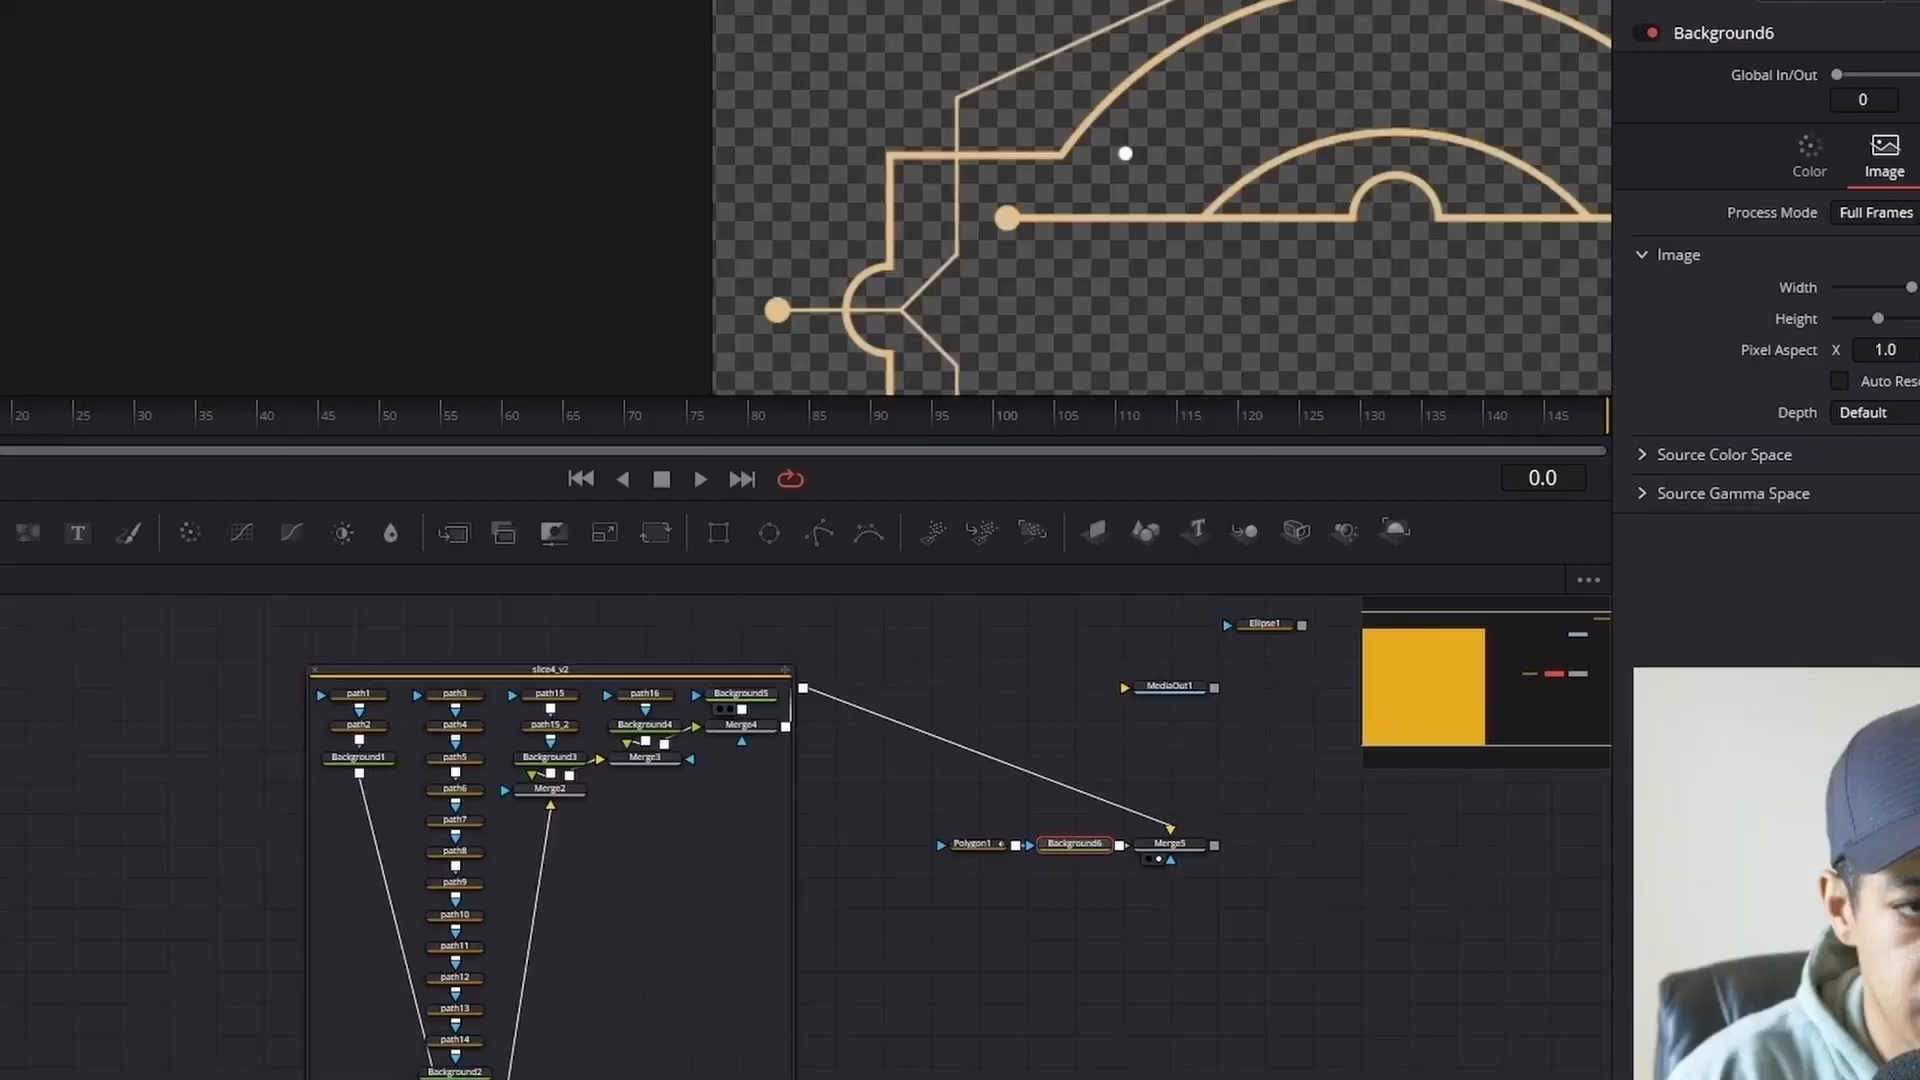 Background6
Global In/Out
0
Color
Image
Process Mode
Full Frames
Image
Width
Height
Pixel Aspect
X
1.0
Auto Res
Depth
Default
Source Color Space
Source Gamma Space
20 25 30 35 40 45 50 55 60 65 70 75 80 85 90 95 100 105 110 115 120 125 130 135 140 145
0.0
T
T
Ellipse1
slice4_v2
path1 path3 path15 path16 Background5
MediaOut1
path2 path4 path15_2 Background4 Merge4
Background1 path5 Background3 Merge3
path6 Merge2
path7
Polygon1 Background6 Merge5
path8
path9
path10
path11
path12
path13
path14
Background2